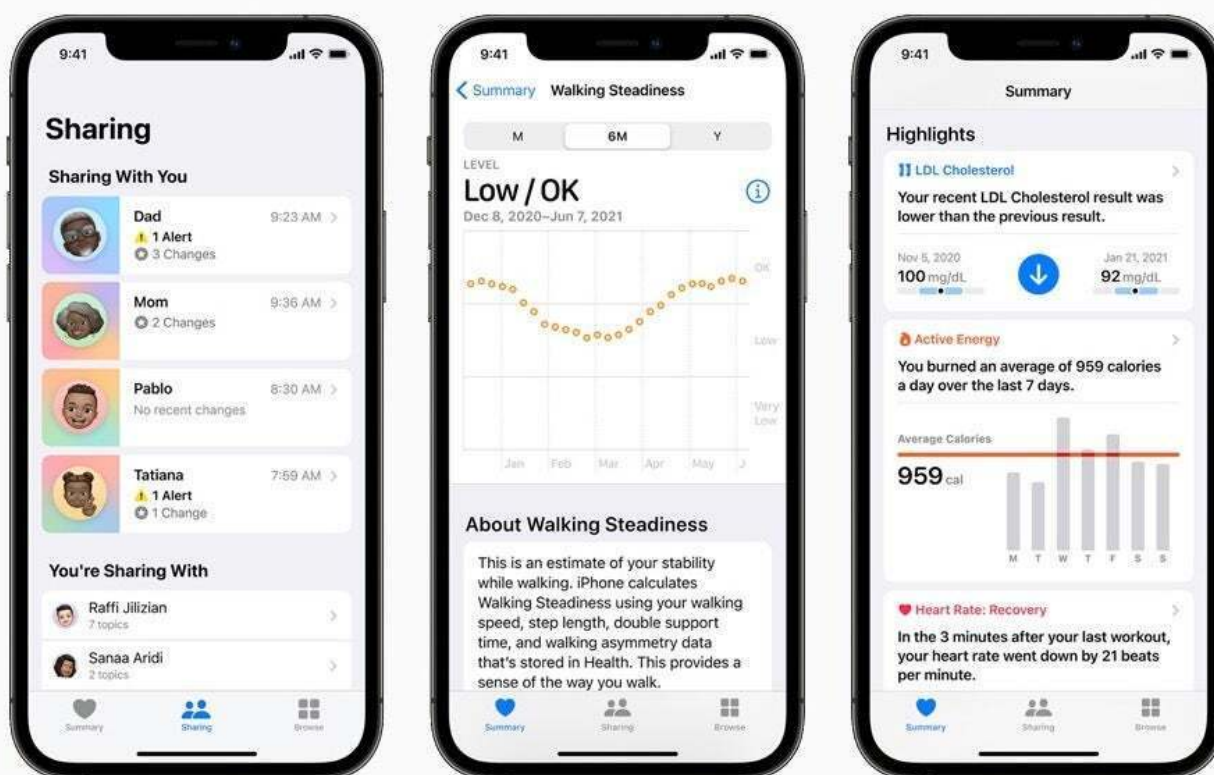 9:41
Sharing
Sharing With You
Dad 9:23 AM
1 Alert
3 Changes
Mom 9:36 AM
2 Changes
Pablo 8:30 AM
No recent changes
Tatiana 7:59 AM
1 Alert
1 Change
You're Sharing With
Raffi Jilizian
7 topics
Sanaa Aridi
2 topics
Summary Sharing Browse
9:41
Summary Walking Steadiness
M 6M Y
LEVEL
Low / OK
Dec 8, 2020–Jun 7, 2021
OK
Low
Very
Low
Jan Feb Mar Apr May J
About Walking Steadiness
This is an estimate of your stability
while walking. iPhone calculates
Walking Steadiness using your walking
speed, step length, double support
time, and walking asymmetry data
that's stored in Health. This provides a
sense of the way you walk.
Summary Sharing Browse
9:41
Summary
Highlights
LDL Cholesterol
Your recent LDL Cholesterol result was
lower than the previous result.
Nov 5, 2020 Jan 21, 2021
100 mg/dL 92 mg/dL
Active Energy
You burned an average of 959 calories
a day over the last 7 days.
Average Calories
959 cal
M T W T F S S
Heart Rate: Recovery
In the 3 minutes after your last workout,
your heart rate went down by 21 beats
per minute.
Summary Sharing Browse